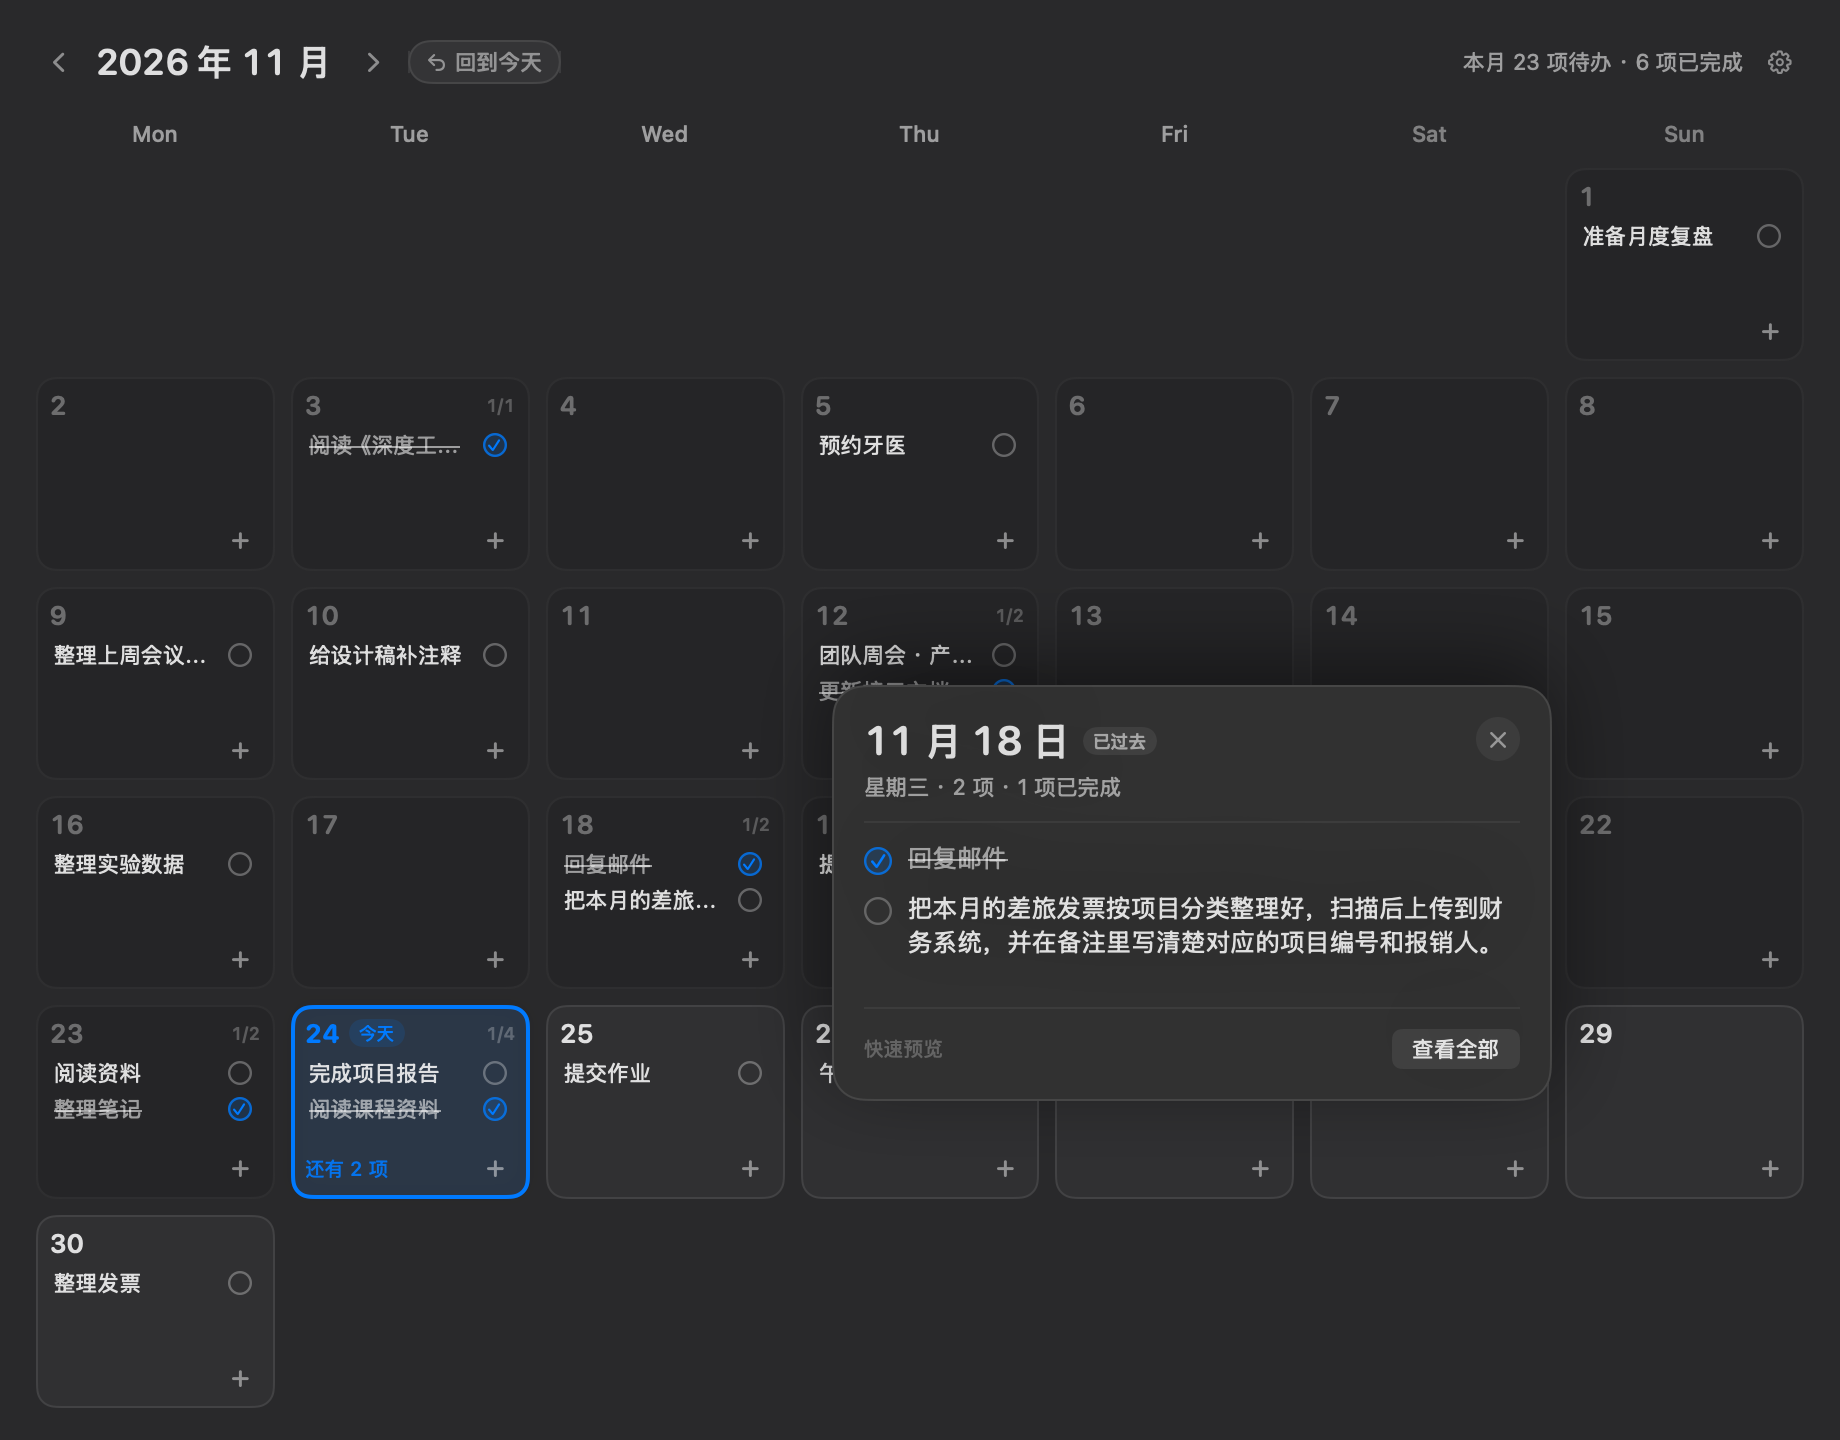 2026 年 11 月
回到今天
本月 23 项待办 · 6 项已完成
Mon Tue Wed Thu Fri Sat Sun
1
准备月度复盘
2
3 1/1
阅读《深度工...
4
5
预约牙医
6
7
8
9
整理上周会议...
10
给设计稿补注释
11
12 1/2
团队周会 · 产...
13
14
15
16
整理实验数据
17
18 1/2
回复邮件
把本月的差旅...
22
23 1/2
阅读资料
整理笔记
24 今天 1/4
完成项目报告
阅读课程资料
还有 2 项
25
提交作业
29
30
整理发票
11 月 18 日 已过去
星期三 · 2 项 · 1 项已完成
回复邮件
把本月的差旅发票按项目分类整理好，扫描后上传到财
务系统，并在备注里写清楚对应的项目编号和报销人。
快速预览
查看全部